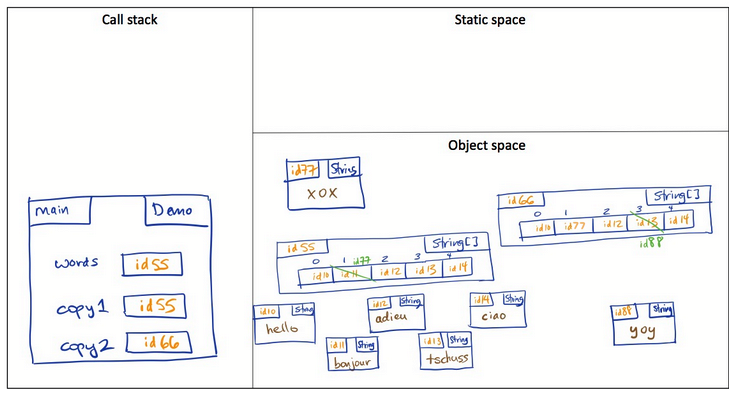 Call stack
Static space
main Demo
words id55
copy1 id55
copy2 id66
Object space
id77 String
xox
id66 String[]
0 1 2 3 4
id10 id77 id12 id13 id14
id88
id55 String[]
0 1 id77 2 3 4
id10 id11 id12 id13 id14
id10 String
hello
id12 String
adieu
id14 String
ciao
id11 String
bonjour
id13 String
tschuss
id88 String
yoy